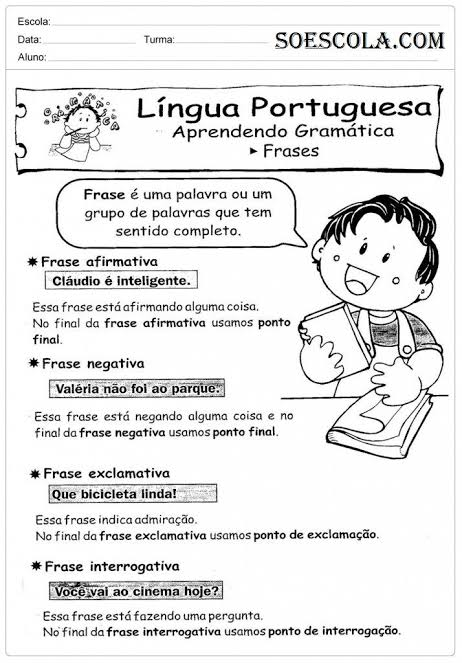 Escola:
Data: Turma: SOESCOLA.COM
Aluno:
GRAMÁTICA
Língua Portuguesa
Aprendendo Gramática
▸ Frases
Frase é uma palavra ou um
grupo de palavras que tem
sentido completo.
✷ Frase afirmativa
Cláudio é inteligente.
Essa frase está afirmando alguma coisa.
No final da frase afirmativa usamos ponto
final.
✷ Frase negativa
Valéria não foi ao parque.
Essa frase está negando alguma coisa e no
final da frase negativa usamos ponto final.
✷ Frase exclamativa
Que bicicleta linda!
Essa frase indica admiração.
No final da frase exclamativa usamos ponto de exclamação.
✷ Frase interrogativa
Você vai ao cinema hoje?
Essa frase está fazendo uma pergunta.
No final da frase interrogativa usamos ponto de interrogação.